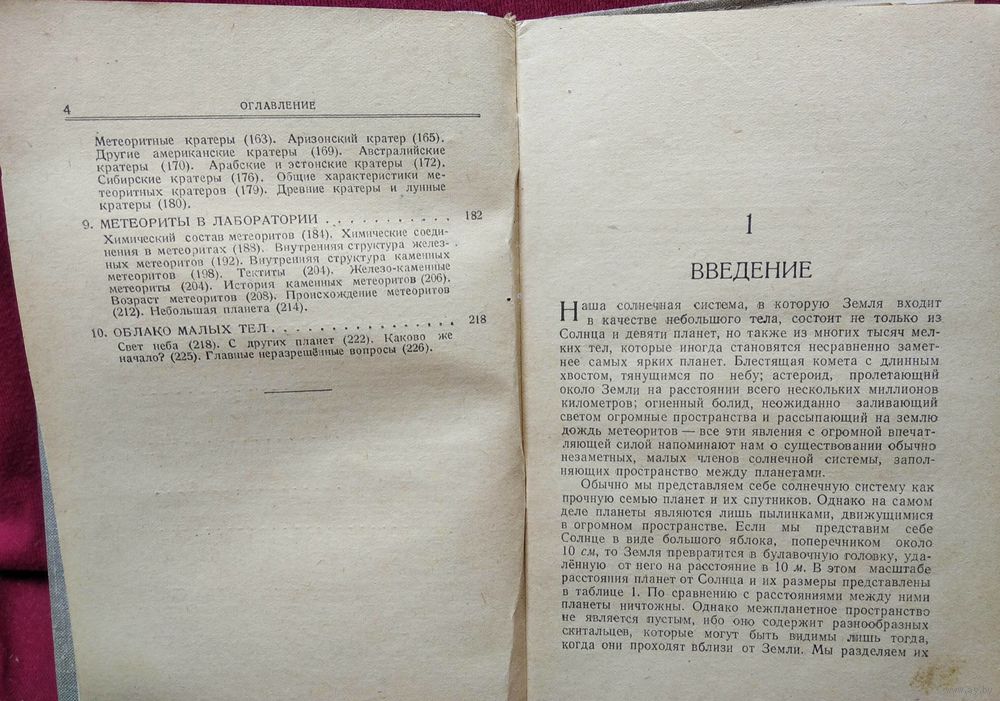 4
ОГЛАВЛЕНИЕ
Метеоритные кратеры (163). Аризонский кратер (165).
Другие американские кратеры (169). Австралийские
кратеры (170). Арабские и эстонские кратеры (172).
Сибирские кратеры (176). Общие характеристики ме-
теоритных кратеров (179). Древние кратеры и лунные
кратеры (180).
9. МЕТЕОРИТЫ В ЛАБОРАТОРИИ . . . . . . . . . . . 182
Химический состав метеоритов (184). Химические соеди-
нения в метеоритах (188). Внутренняя структура желез-
ных метеоритов (192). Внутренняя структура каменных
метеоритов (198). Тектиты (204). Железо-каменные
метеориты (204). История каменных метеоритов (206).
Возраст метеоритов (208). Происхождение метеоритов
(212). Небольшая планета (214).
10. ОБЛАКО МАЛЫХ ТЕЛ . . . . . . . . . . . . . . . 218
Свет неба (218). С других планет (222). Каково же
начало? (225). Главные неразрешённые вопросы (226).
1
ВВЕДЕНИЕ
Наша солнечная система, в которую Земля входит
в качестве небольшого тела, состоит не только из
Солнца и девяти планет, но также из многих тысяч мел-
ких тел, которые иногда становятся несравненно замет-
нее самых ярких планет. Блестящая комета с длинным
хвостом, тянущимся по небу; астероид, пролетающий
около Земли на расстоянии всего нескольких миллионов
километров; огненный болид, неожиданно заливающий
светом огромные пространства и рассыпающий на землю
дождь метеоритов — все эти явления с огромной впечат-
ляющей силой напоминают нам о существовании обычно
незаметных, малых членов солнечной системы, запол-
няющих пространство между планетами.
Обычно мы представляем себе солнечную систему как
прочную семью планет и их спутников. Однако на самом
деле планеты являются лишь пылинками, движущимися
в огромном пространстве. Если мы представим себе
Солнце в виде большого яблока, поперечником около
10 см, то Земля превратится в булавочную головку, уда-
лённую от него на расстояние в 10 м. В этом масштабе
расстояния планет от Солнца и их размеры представлены
в таблице 1. По сравнению с расстояниями между ними
планеты ничтожны. Однако межпланетное пространство
не является пустым, ибо оно содержит разнообразных
скитальцев, которые могут быть видимы лишь тогда,
когда они проходят вблизи от Земли. Мы разделяем их
www.ay.by